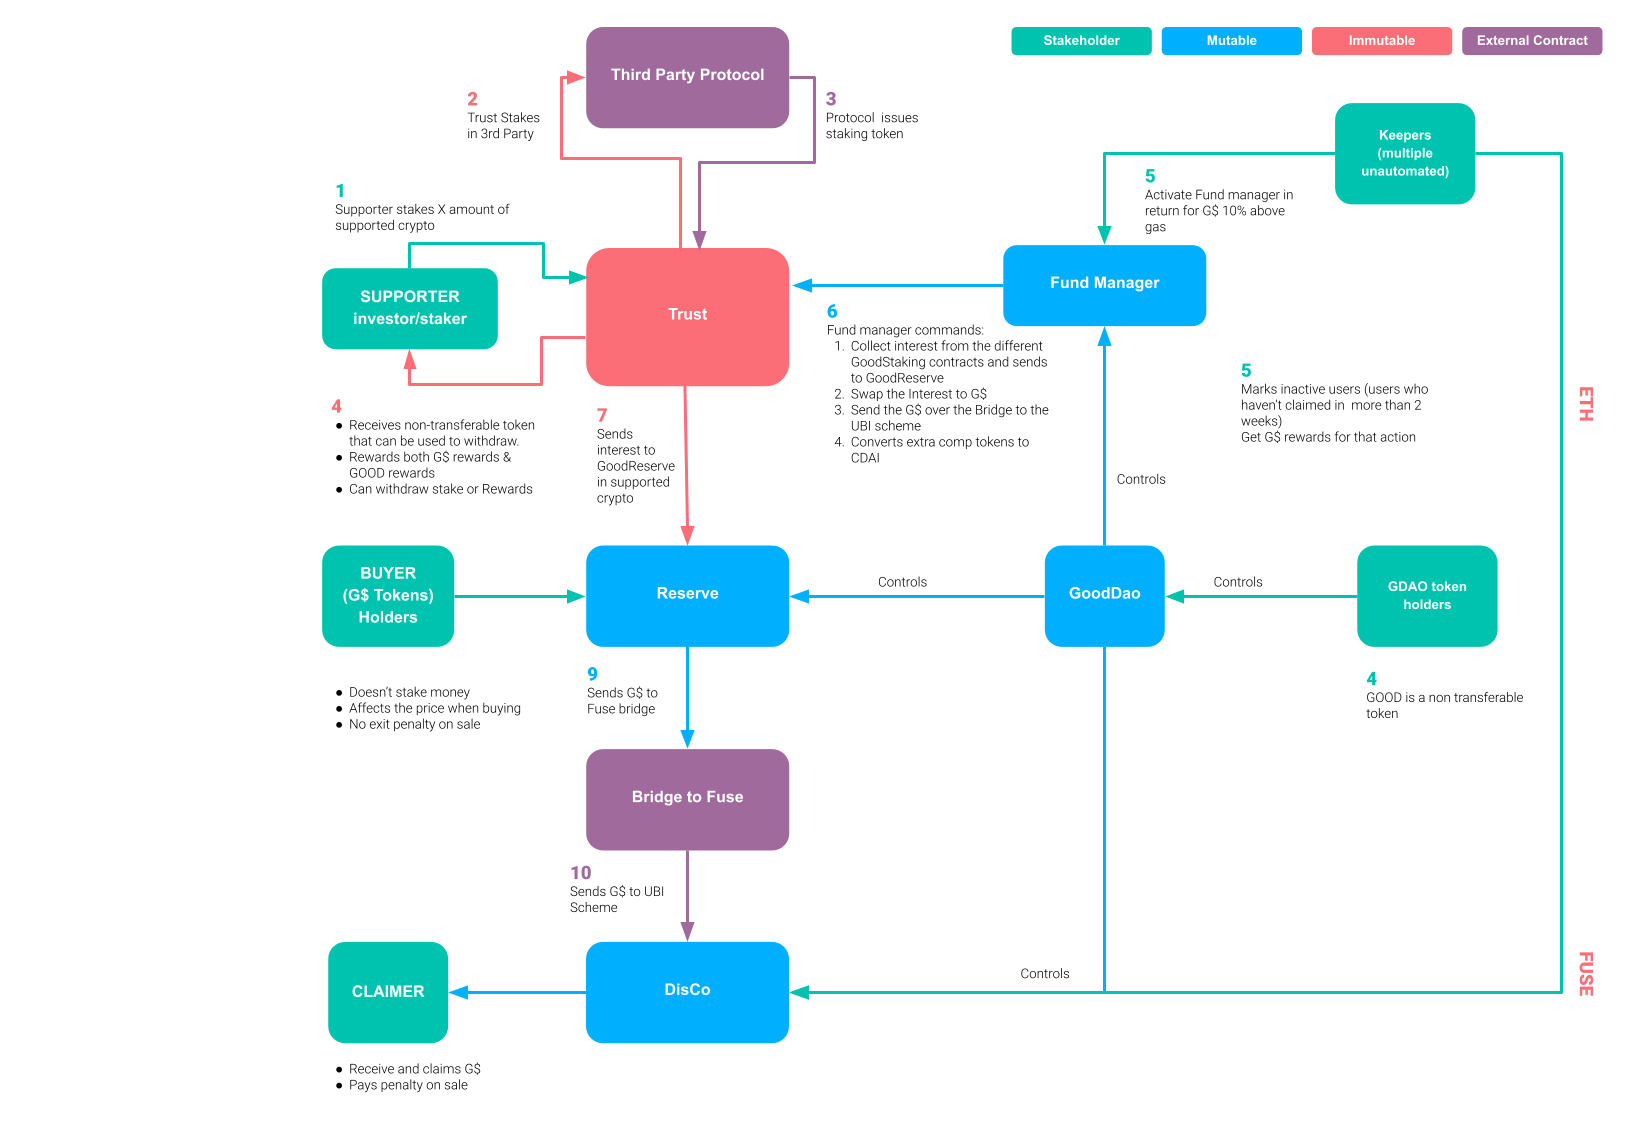 Stakeholder
Mutable
Immutable
External Contract
Third Party Protocol
2
Trust Stakes
in 3rd Party
3
Protocol  issues
staking token
Keepers
(multiple
unautomated)
1
Supporter stakes X amount of
supported crypto
5
Activate Fund manager in
return for G$ 10% above
gas
SUPPORTER
investor/staker
Trust
Fund Manager
6
Fund manager commands:
1. Collect interest from the different
GoodStaking contracts and sends
to GoodReserve
2. Swap the Interest to G$
3. Send the G$ over the Bridge to the
UBI scheme
4. Converts extra comp tokens to
CDAI
5
Marks inactive users (users who
haven't claimed in  more than 2
weeks)
Get G$ rewards for that action
ETH
4
● Receives non-transferable token
that can be used to withdraw.
● Rewards both G$ rewards &
GOOD rewards
● Can withdraw stake or Rewards
7
Sends
interest to
GoodReserve
in supported
crypto
Controls
BUYER
(G$ Tokens)
Holders
Reserve
Controls
GoodDao
Controls
GDAO token
holders
● Doesn't stake money
● Affects the price when buying
● No exit penalty on sale
9
Sends G$ to
Fuse bridge
4
GOOD is a non transferable
token
Bridge to Fuse
10
Sends G$ to UBI
Scheme
CLAIMER
DisCo
Controls
FUSE
● Receive and claims G$
● Pays penalty on sale